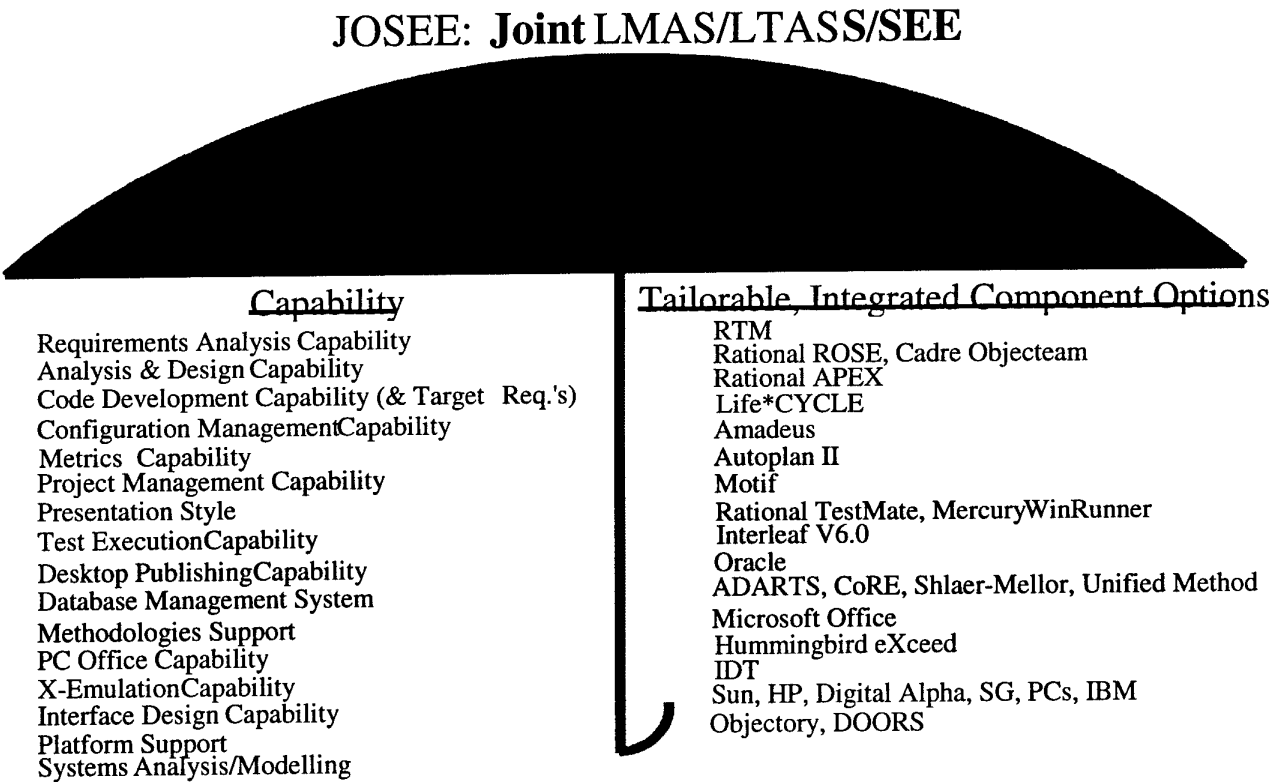 JOSEE: Joint LMAS/LTASS/SEE
Capability
Requirements Analysis Capability
Analysis & Design Capability
Code Development Capability (& Target Req.'s)
Configuration ManagementCapability
Metrics Capability
Project Management Capability
Presentation Style
Test ExecutionCapability
Desktop PublishingCapability
Database Management System
Methodologies Support
PC Office Capability
X-EmulationCapability
Interface Design Capability
Platform Support
Systems Analysis/Modelling
Tailorable, Integrated Component Options
RTM
Rational ROSE, Cadre Objecteam
Rational APEX
Life*CYCLE
Amadeus
Autoplan II
Motif
Rational TestMate, MercuryWinRunner
Interleaf V6.0
Oracle
ADARTS, CoRE, Shlaer-Mellor, Unified Method
Microsoft Office
Hummingbird eXceed
IDT
Sun, HP, Digital Alpha, SG, PCs, IBM
Objectory, DOORS